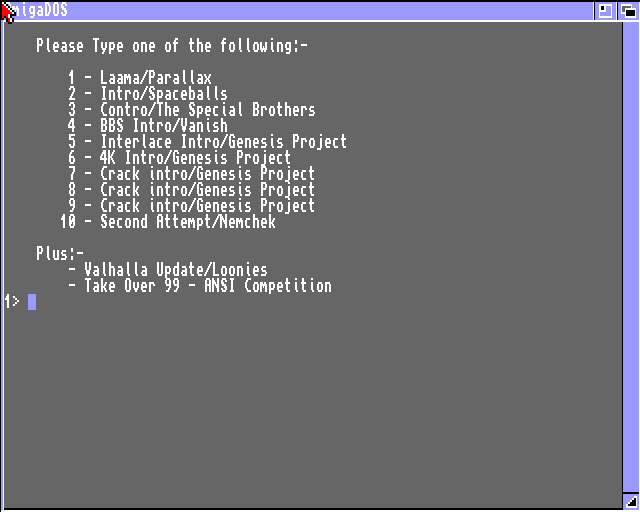 migaDOS
Please Type one of the following:-
1 - Laama/Parallax
2 - Intro/Spaceballs
3 - Contro/The Special Brothers
4 - BBS Intro/Vanish
5 - Interlace Intro/Genesis Project
6 - 4K Intro/Genesis Project
7 - Crack intro/Genesis Project
8 - Crack intro/Genesis Project
9 - Crack intro/Genesis Project
10 - Second Attempt/Nemchek
Plus:-
- Valhalla Update/Loonies
- Take Over 99 - ANSI Competition
1>